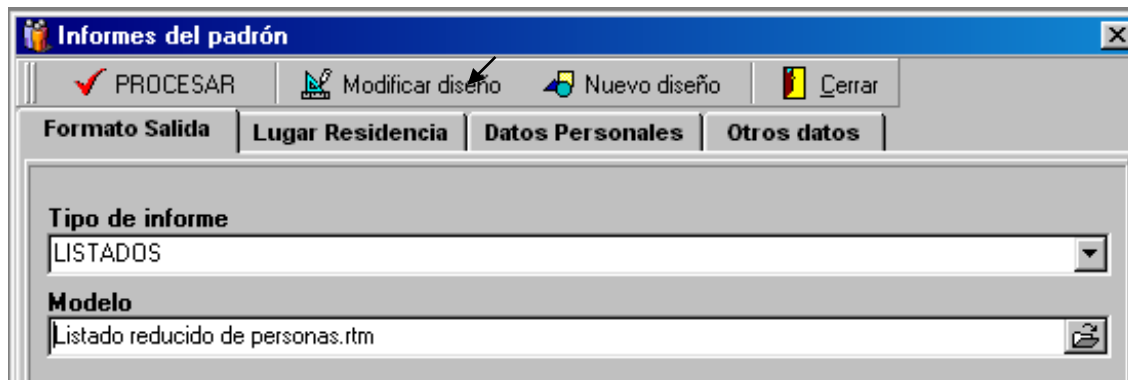 Informes del padrón
PROCESAR Modificar diseño Nuevo diseño Cerrar
Formato Salida Lugar Residencia Datos Personales Otros datos
Tipo de informe
LISTADOS
Modelo
Listado reducido de personas.rtm